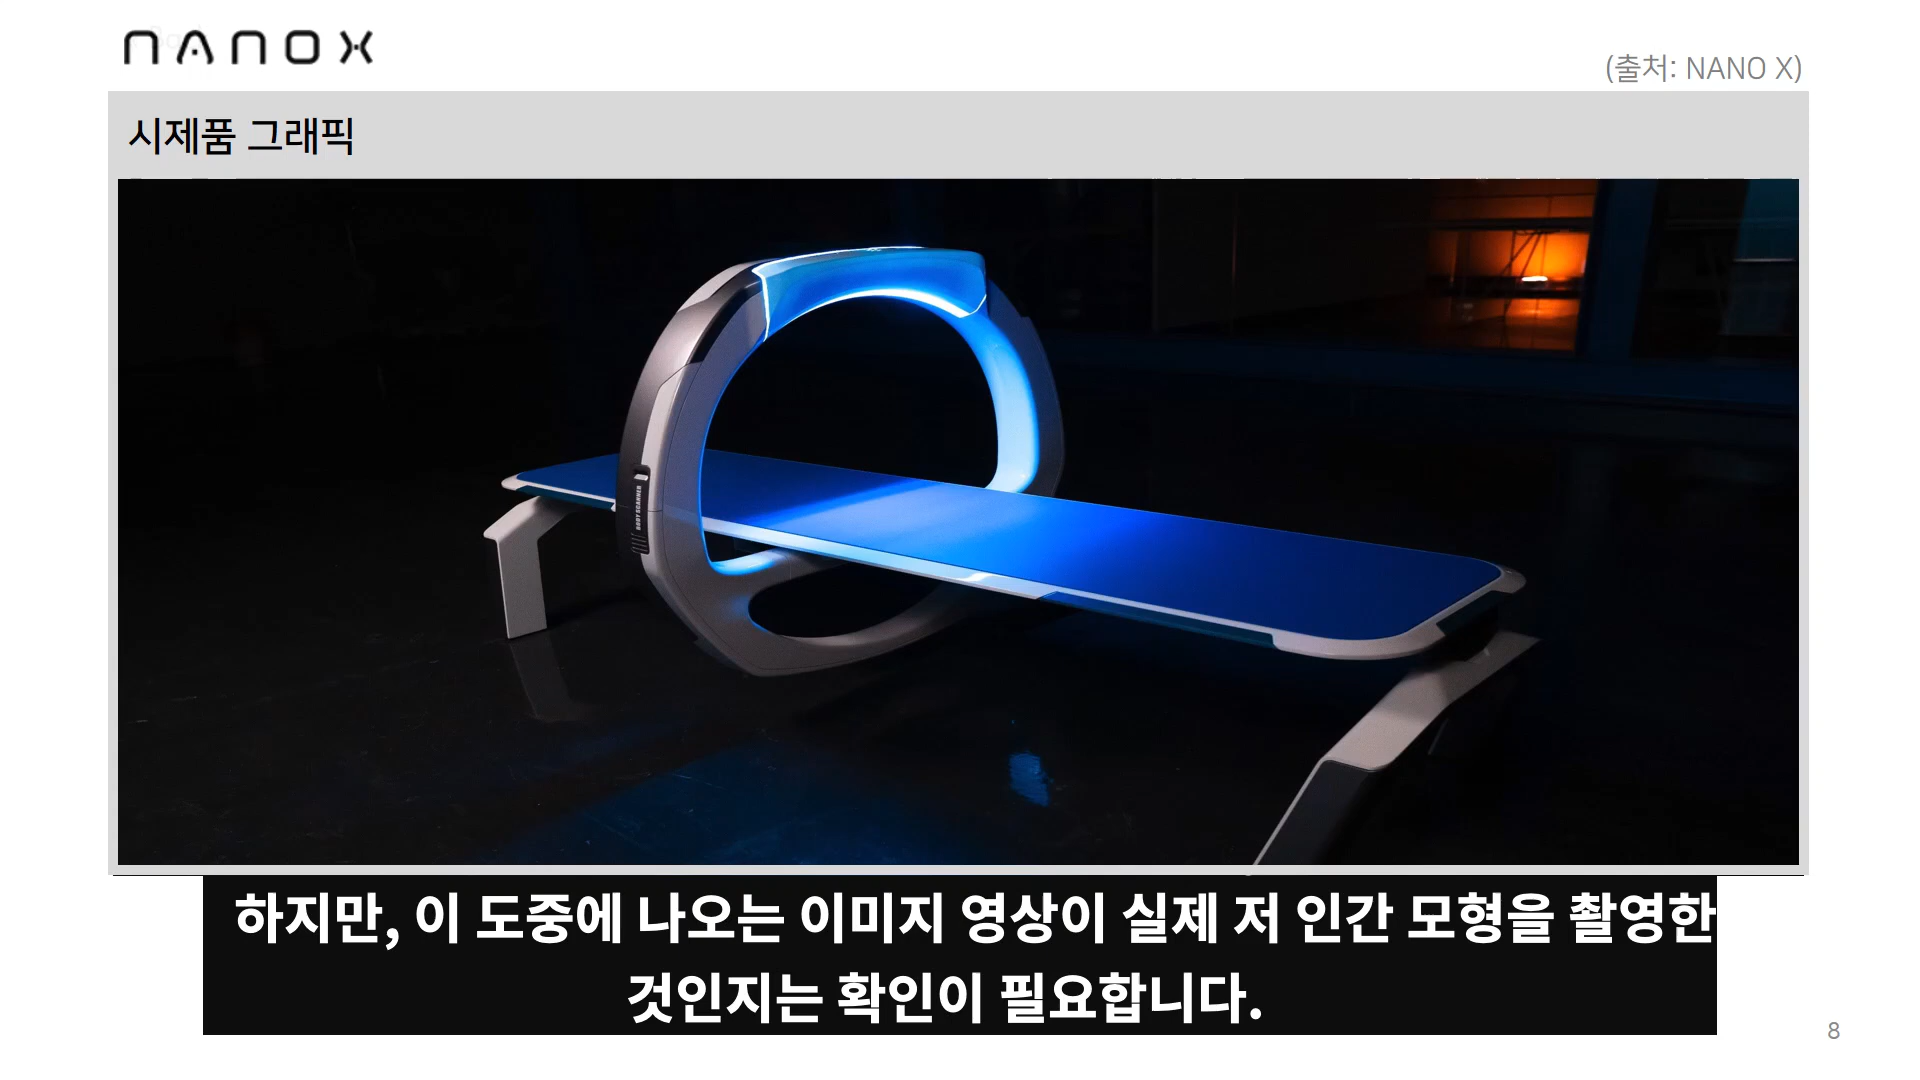 NANOX
(출처: NANO X)
시제품 그래픽
BODY SCANNER
하지만, 이 도중에 나오는 이미지 영상이 실제 저 인간 모형을 촬영한
것인지는 확인이 필요합니다.
8